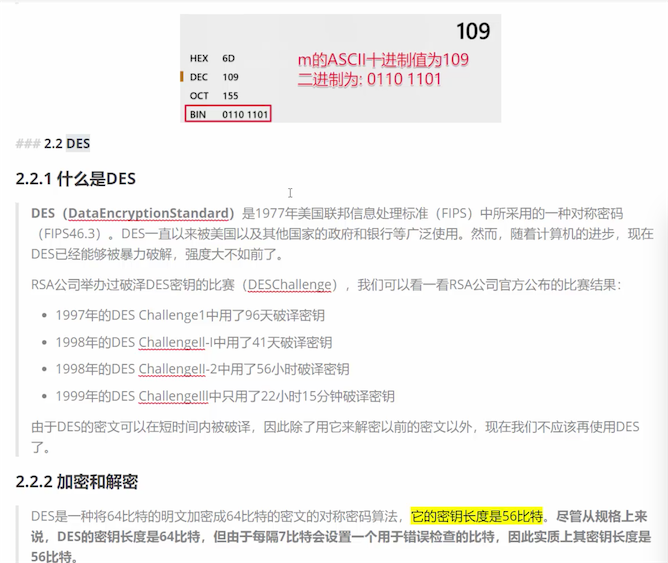 109
HEX 6D
DEC 109
OCT 155
BIN 0110 1101
m的ASCII十进制值为109
二进制为: 0110 1101
### 2.2 DES
2.2.1 什么是DES
DES（DataEncryptionStandard）是1977年美国联邦信息处理标准（FIPS）中所采用的一种对称密码
（FIPS46.3）。DES一直以来被美国以及其他国家的政府和银行等广泛使用。然而，随着计算机的进步，现在
DES已经能够被暴力破解，强度大不如前了。
RSA公司举办过破泽DES密钥的比赛（DESChallenge），我们可以看一看RSA公司官方公布的比赛结果：
• 1997年的DES Challenge1中用了96天破译密钥
• 1998年的DES ChallengeIl-I中用了41天破译密钥
• 1998年的DES ChallengeII-2中用了56小时破译密钥
• 1999年的DES ChallengeIll中只用了22小时15分钟破译密钥
由于DES的密文可以在短时间内被破译，因此除了用它来解密以前的密文以外，现在我们不应该再使用DES
了。
2.2.2 加密和解密
DES是一种将64比特的明文加密成64比特的密文的对称密码算法，它的密钥长度是56比特。尽管从规格上来
说，DES的密钥长度是64比特，但由于每隔7比特会设置一个用于错误检查的比特，因此实质上其密钥长度是
56比特。